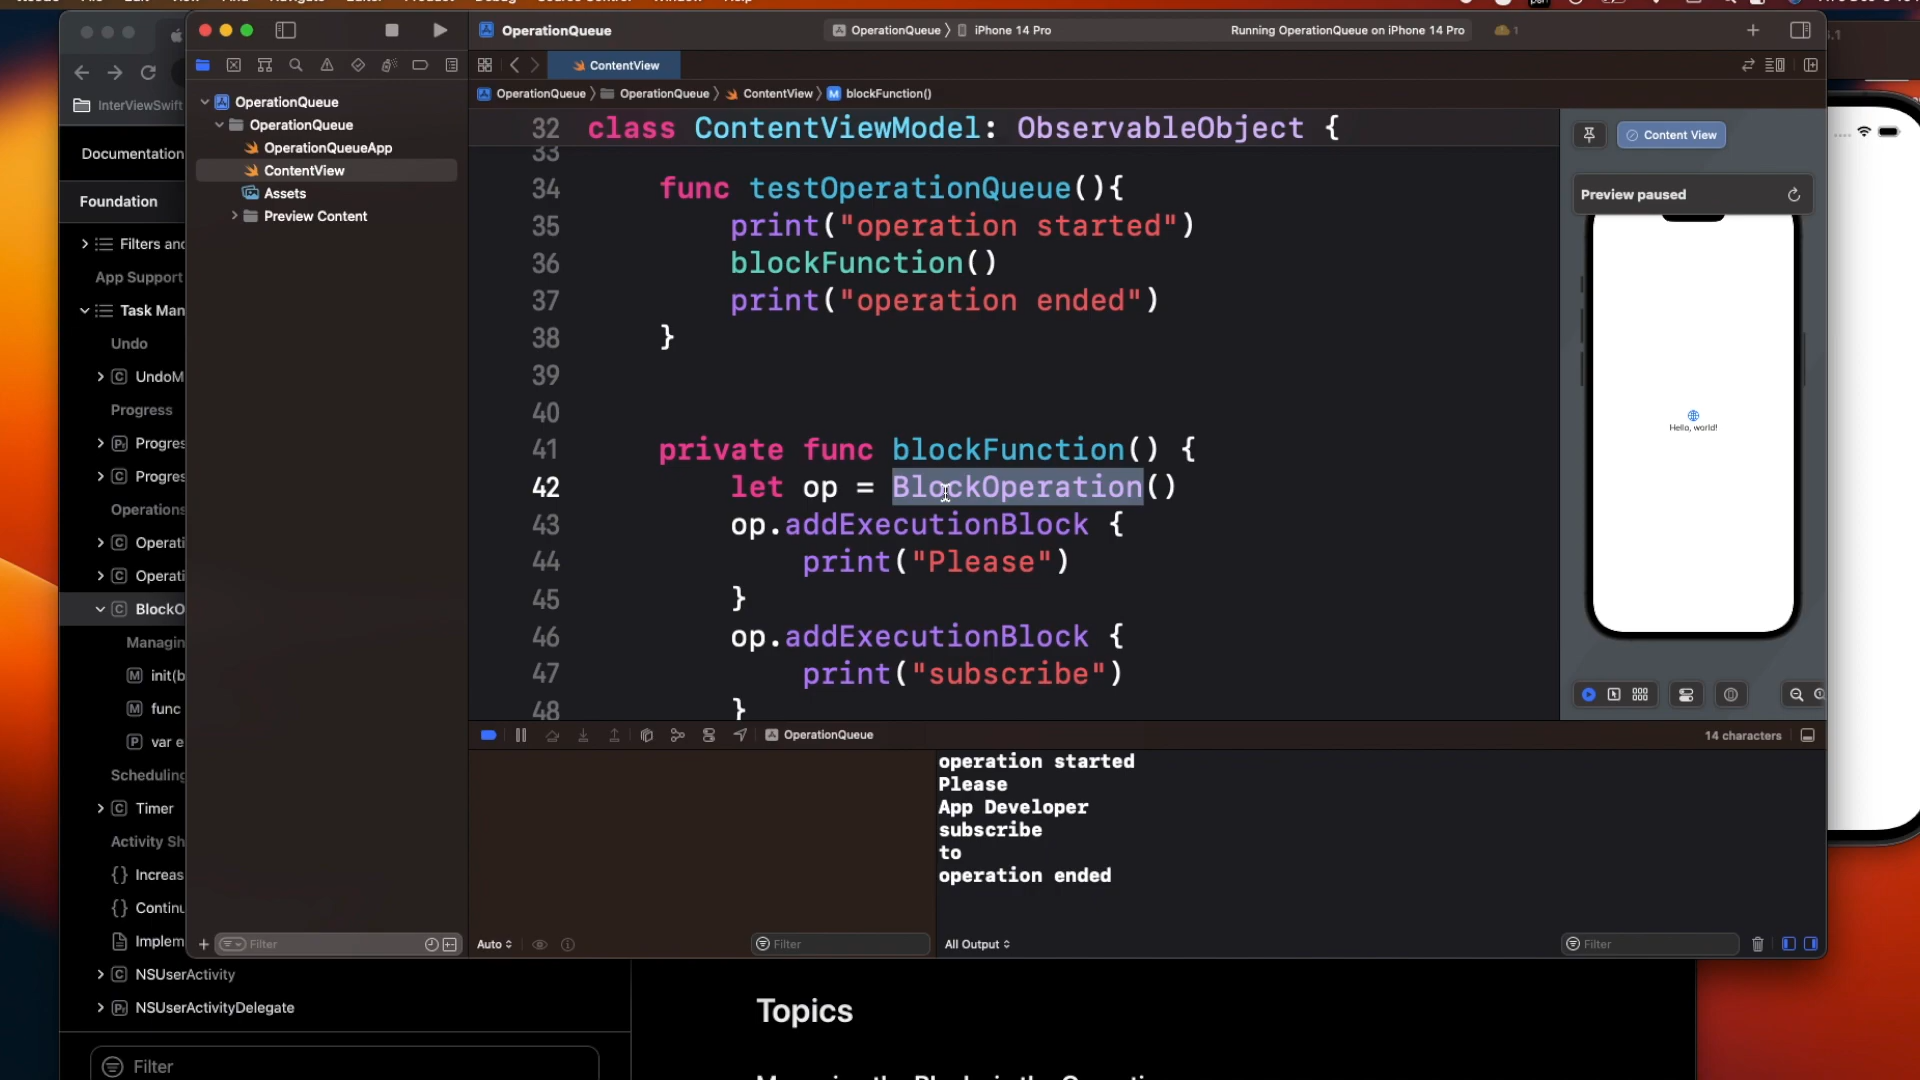 OperationQueue
OperationQueue
iPhone 14 Pro
Running OperationQueue on iPhone 14 Pro
1
ContentView
OperationQueue
OperationQueue
ContentView
blockFunction()
OperationQueue
OperationQueue
OperationQueueApp
ContentView
Assets
Preview Content
32 class ContentViewModel: ObservableObject {
33
34 func testOperationQueue(){
35 print("operation started")
36 blockFunction()
37 print("operation ended")
38 }
39
40
41 private func blockFunction() {
42 let op = BlockOperation()
43 op.addExecutionBlock {
44 print("Please")
45 }
46 op.addExecutionBlock {
47 print("subscribe")
48 }
Content View
Preview paused
Hello, world!
OperationQueue
14 characters
operation started
Please
App Developer
subscribe
to
operation ended
Filter
Auto
Filter
All Output
Filter
InterViewSwift
Documentation
Foundation
Filters and
App Support
Task Man
Undo
UndoM
Progress
Progres
Progres
Operations
Operati
Operati
BlockO
Managin
init(b
func
var e
Scheduling
Timer
Activity Sh
Increas
Continu
Implem
NSUserActivity
NSUserActivityDelegate
Filter
Topics